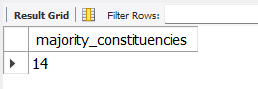 Result Grid Filter Rows:
majority_constituencies
14